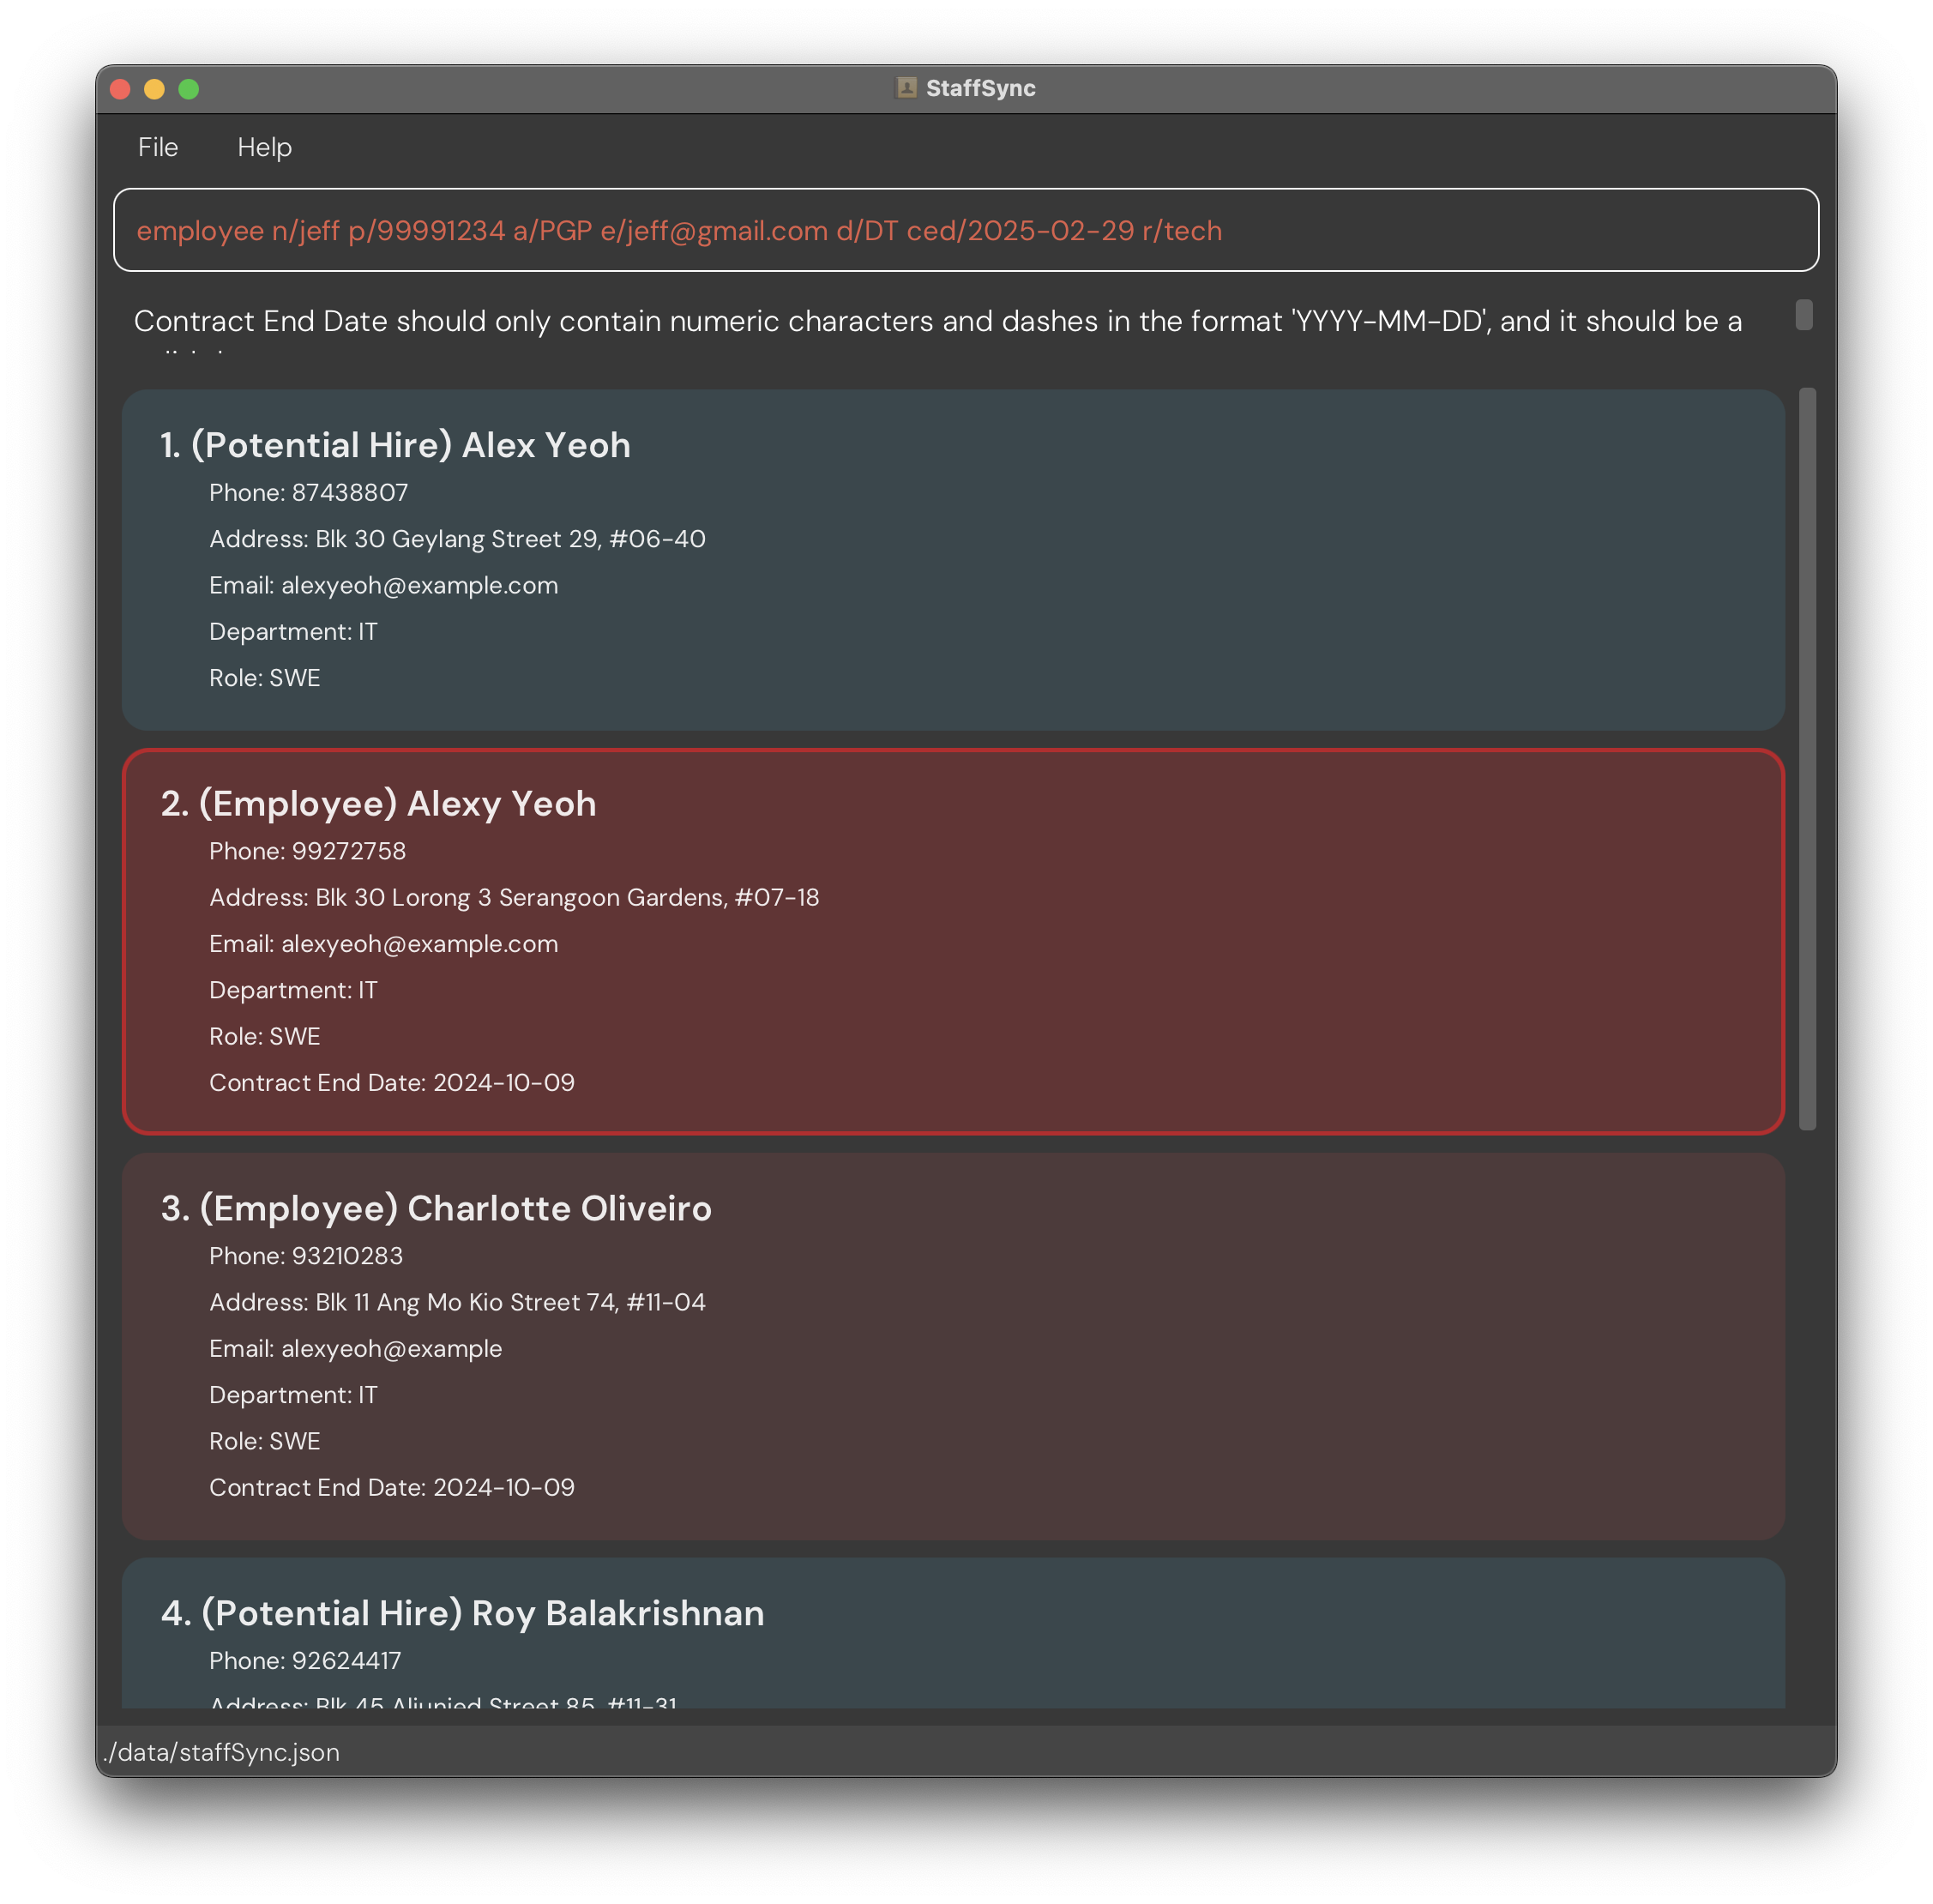 StaffSync
File Help
employee n/jeff p/99991234 a/PGP e/jeff@gmail.com d/DT ced/2025-02-29 r/tech
Contract End Date should only contain numeric characters and dashes in the format 'YYYY-MM-DD', and it should be a
1. (Potential Hire) Alex Yeoh
Phone: 87438807
Address: Blk 30 Geylang Street 29, #06-40
Email: alexyeoh@example.com
Department: IT
Role: SWE
2. (Employee) Alexy Yeoh
Phone: 99272758
Address: Blk 30 Lorong 3 Serangoon Gardens, #07-18
Email: alexyeoh@example.com
Department: IT
Role: SWE
Contract End Date: 2024-10-09
3. (Employee) Charlotte Oliveiro
Phone: 93210283
Address: Blk 11 Ang Mo Kio Street 74, #11-04
Email: alexyeoh@example
Department: IT
Role: SWE
Contract End Date: 2024-10-09
4. (Potential Hire) Roy Balakrishnan
Phone: 92624417
Address: Blk 45 Aljunied Street 85, #11-31
./data/staffSync.json